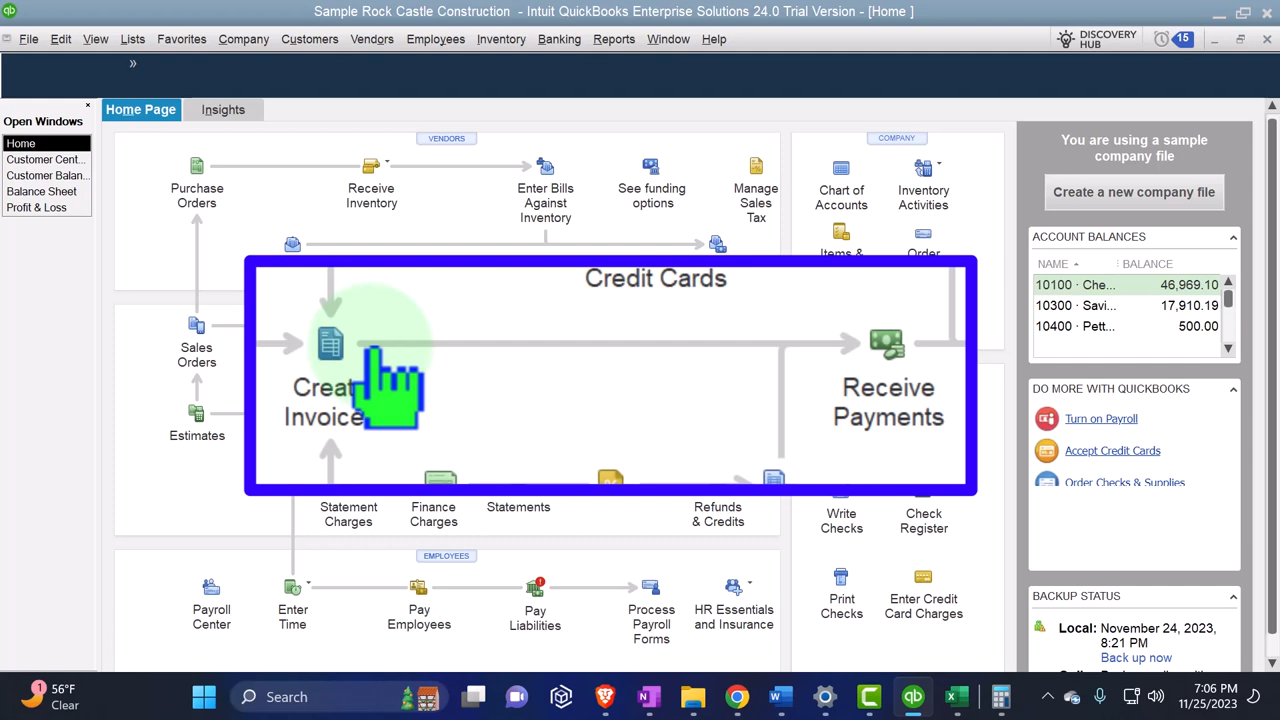 Sample Rock Castle Construction - Intuit QuickBooks Enterprise Solutions 24.0 Trial Version - [Home ]
File Edit View Lists Favorites Company Customers Vendors Employees Inventory Banking Reports Window Help
DISCOVERY
HUB
15
»
Open Windows
Home
Customer Cent...
Customer Balan...
Balance Sheet
Profit & Loss
Home Page
Insights
VENDORS
Purchase
Orders
Receive
Inventory
Enter Bills
Against
Inventory
See funding
options
Manage
Sales
Tax
COMPANY
Chart of
Accounts
Inventory
Activities
Items &
Order
Sales
Orders
Estimates
Credit Cards
Receive
Payments
Statement
Charges
Finance
Charges
Statements
Refunds
& Credits
Write
Checks
Check
Register
Print
Checks
Enter Credit
Card Charges
EMPLOYEES
Payroll
Center
Enter
Time
Pay
Employees
Pay
Liabilities
Process
Payroll
Forms
HR Essentials
and Insurance
You are using a sample
company file
Create a new company file
ACCOUNT BALANCES
NAME BALANCE
10100 · Che... 46,969.10
10300 · Savi... 17,910.19
10400 · Pett... 500.00
DO MORE WITH QUICKBOOKS
Turn on Payroll
Accept Credit Cards
Order Checks & Supplies
BACKUP STATUS
Local: November 24, 2023,
8:21 PM
Back up now
1
56°F
Clear
Search
7:06 PM
11/25/2023